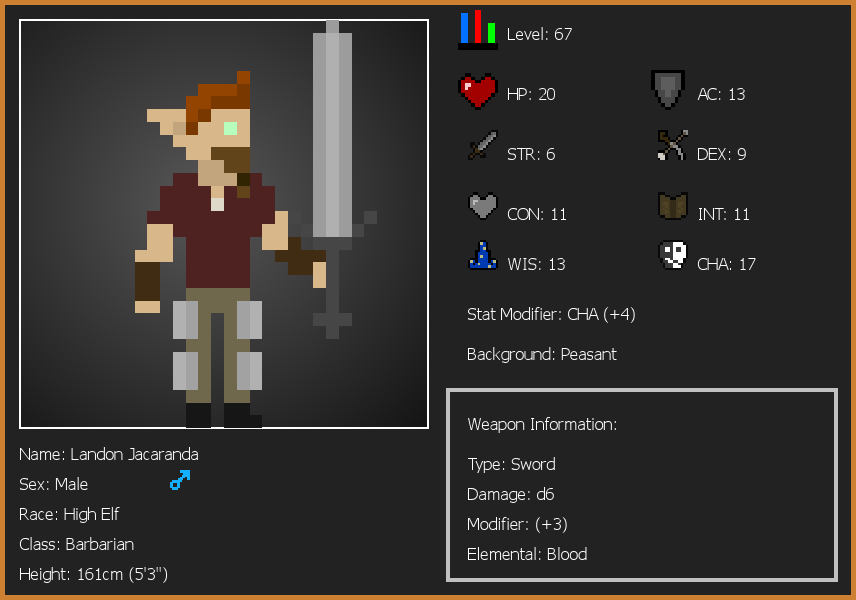 Level: 67
HP: 20
AC: 13
STR: 6
DEX: 9
CON: 11
INT: 11
WIS: 13
CHA: 17
Stat Modifier: CHA (+4)
Background: Peasant
Weapon Information:
Type: Sword
Damage: d6
Modifier: (+3)
Elemental: Blood
Name: Landon Jacaranda
Sex: Male
Race: High Elf
Class: Barbarian
Height: 161cm (5'3")